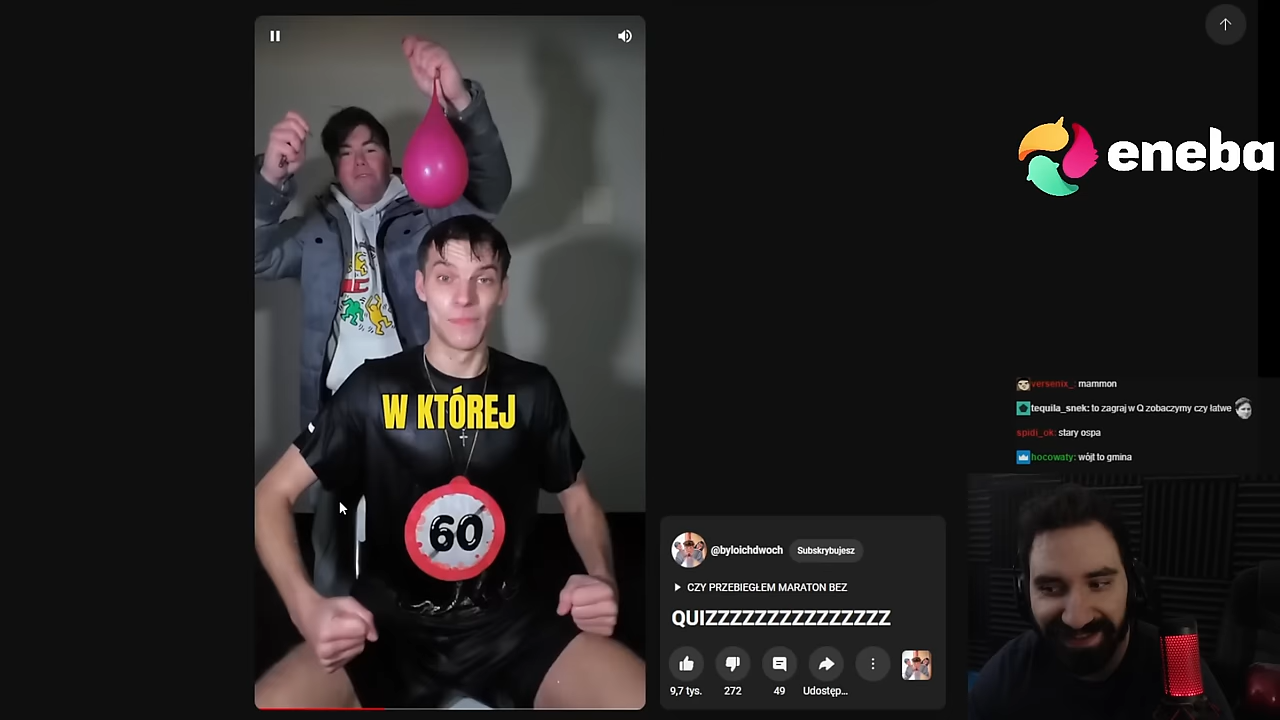 eneba
W KTÓREJ
60
versenix_: mammon
tequila_snek: to zagraj w Q zobaczymy czy łatwe
spidi_ok: stary ospa
hocowaty: wójt to gmina
@byloichdwoch
Subskrybujesz
CZY PRZEBIEGŁEM MARATON BEZ
QUIZZZZZZZZZZZZZZZ
9,7 tys.
272
49
Udostęp...